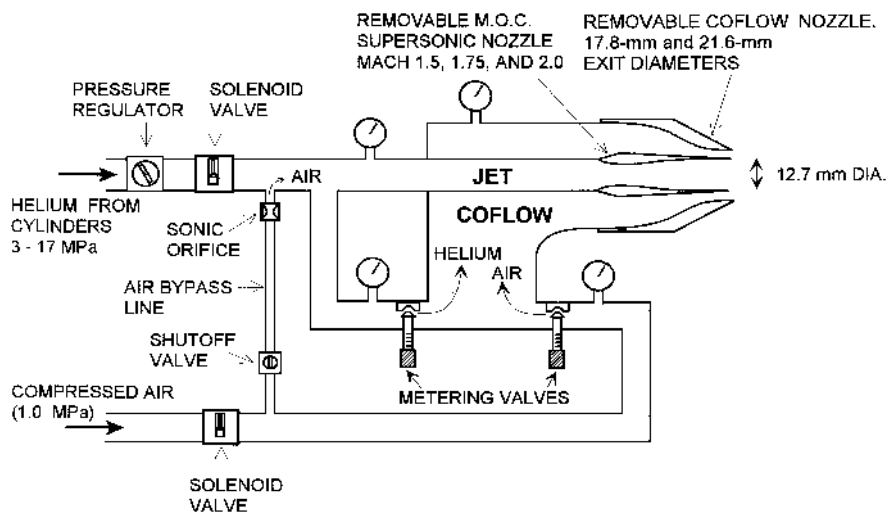 REMOVABLE M.O.C.
SUPERSONIC NOZZLE
MACH 1.5, 1.75, AND 2.0
REMOVABLE COFLOW NOZZLE.
17.8-mm and 21.6-mm
EXIT DIAMETERS
PRESSURE
REGULATOR
SOLENOID
VALVE
AIR
JET
12.7 mm DIA.
HELIUM FROM
CYLINDERS
3 - 17 MPa
SONIC
ORIFICE
COFLOW
HELIUM
AIR
AIR BYPASS
LINE
SHUTOFF
VALVE
METERING VALVES
COMPRESSED AIR
(1.0 MPa)
SOLENOID
VALVE